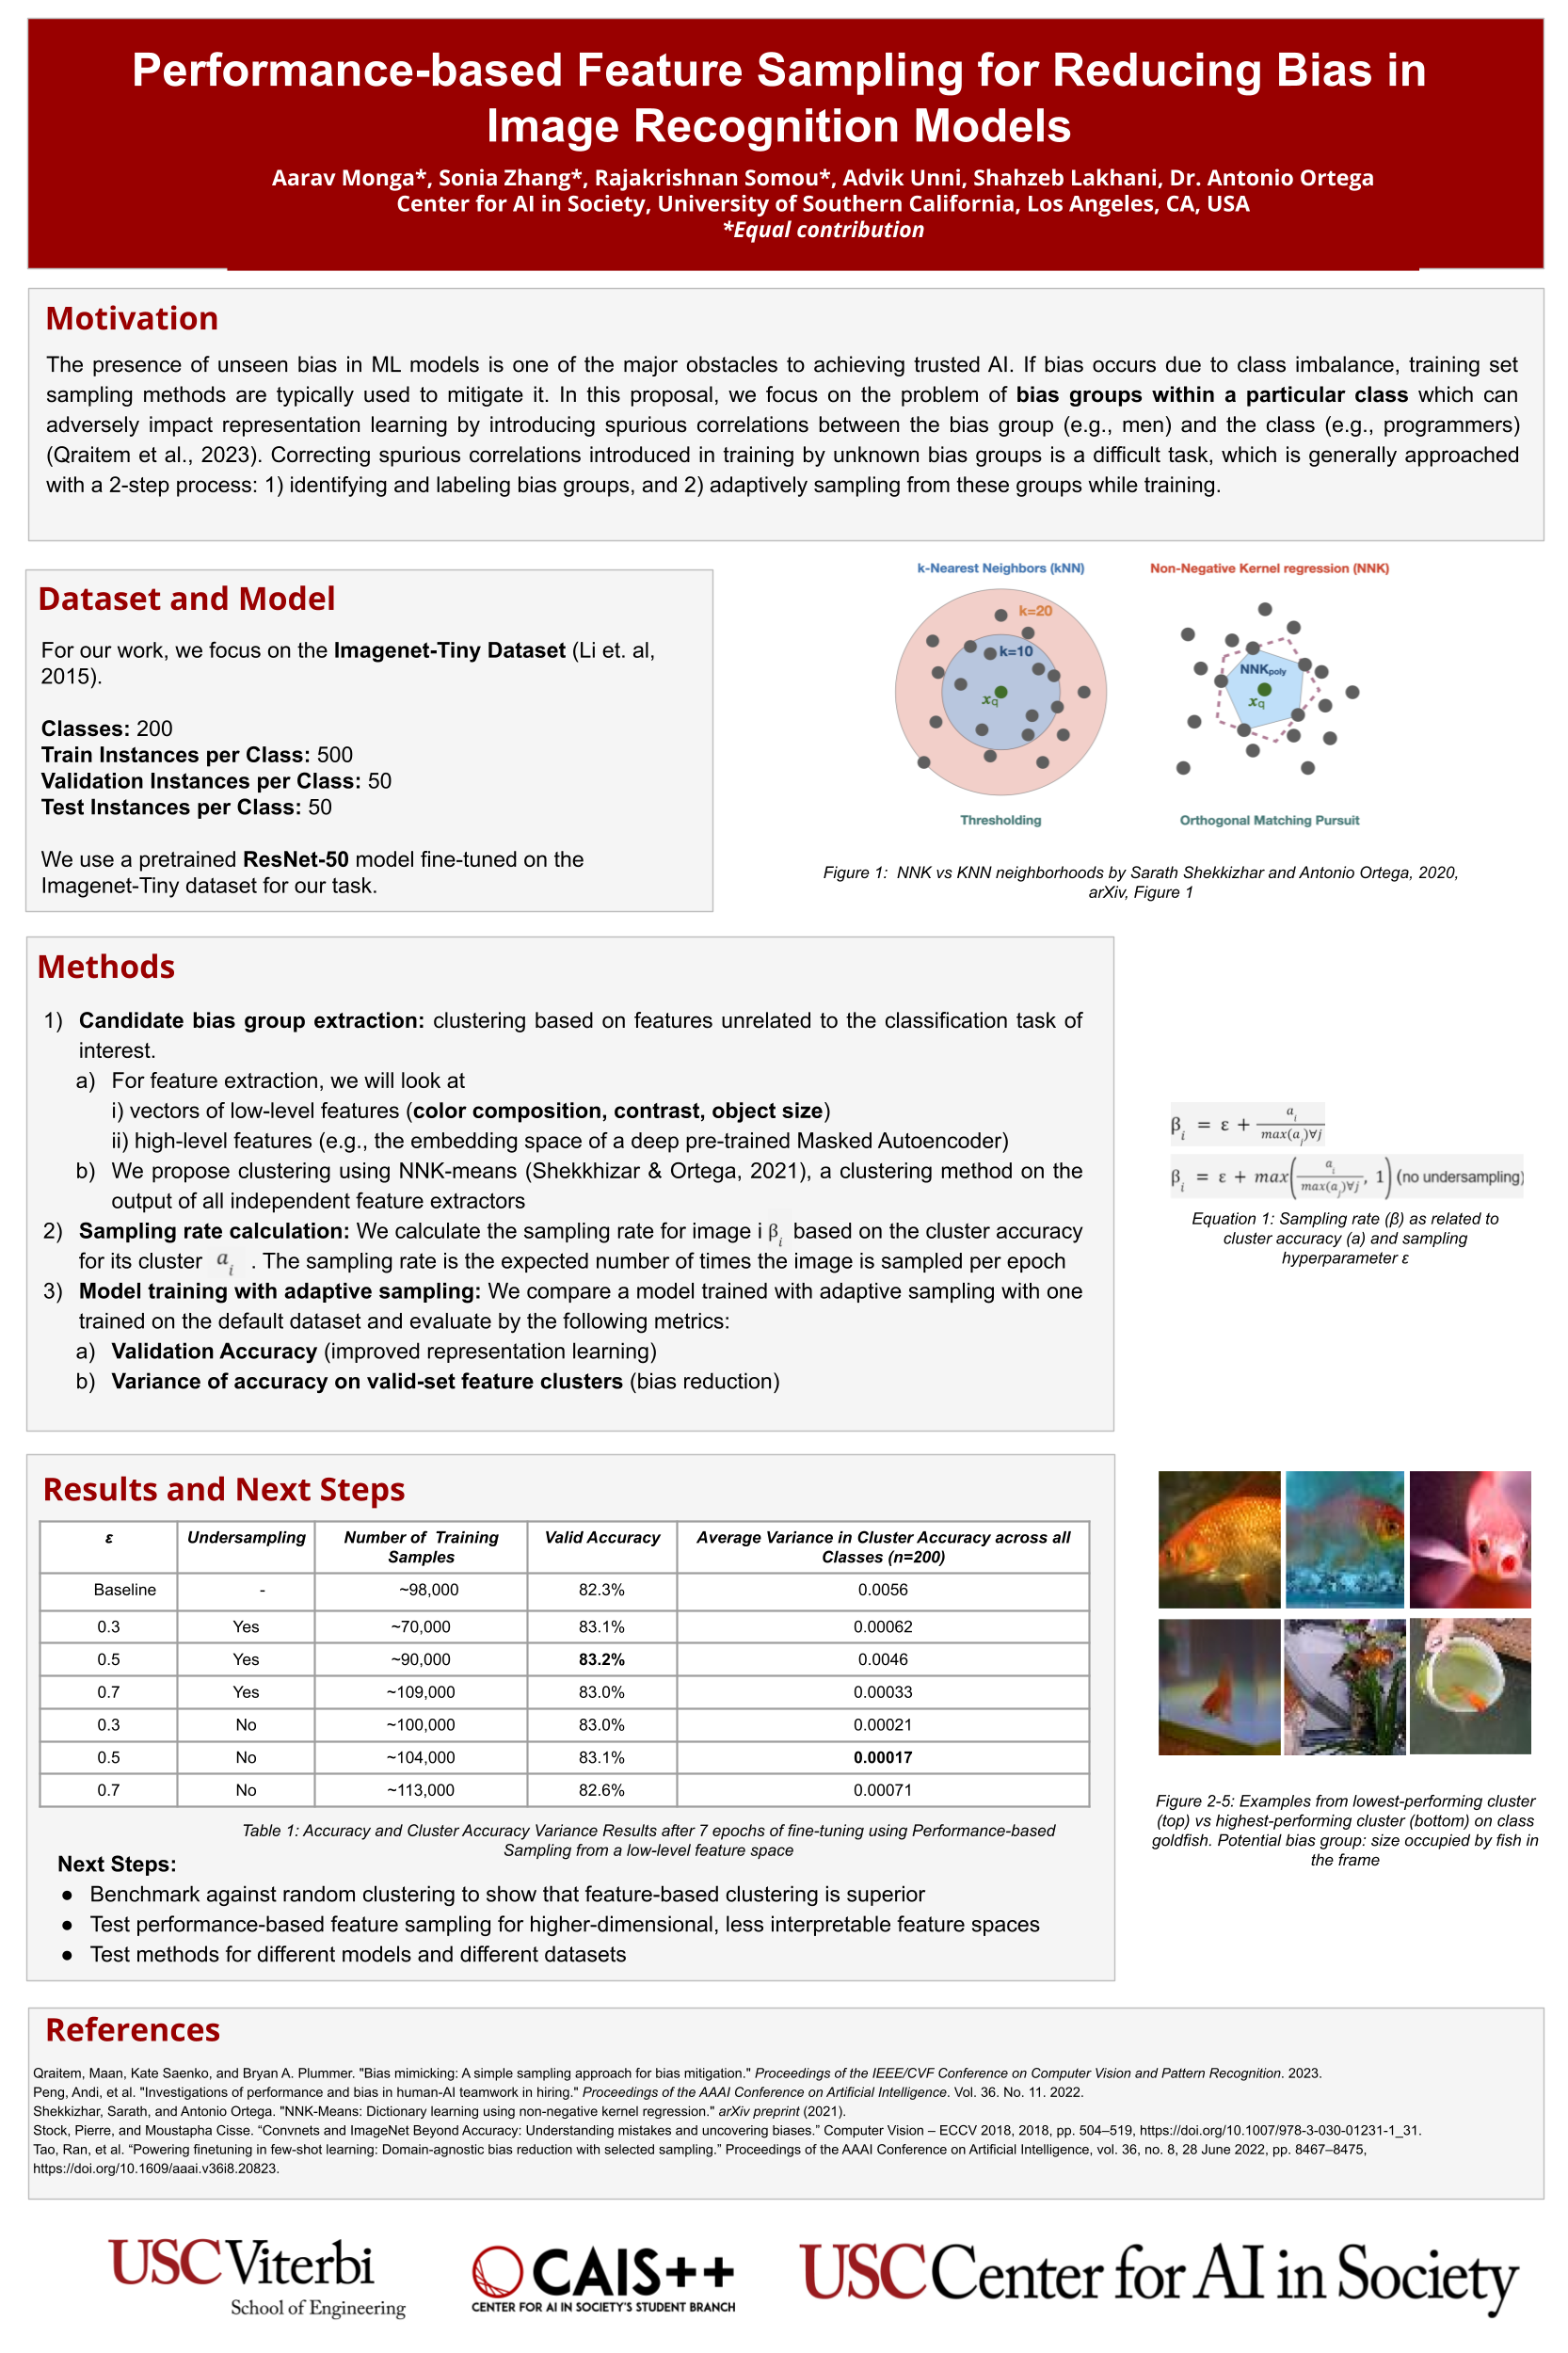 Performance-based Feature Sampling for Reducing Bias in
Image Recognition Models
Aarav Monga*, Sonia Zhang*, Rajakrishnan Somou*, Advik Unni, Shahzeb Lakhani, Dr. Antonio Ortega
Center for AI in Society, University of Southern California, Los Angeles, CA, USA
*Equal contribution
Motivation
The presence of unseen bias in ML models is one of the major obstacles to achieving trusted AI. If bias occurs due to class imbalance, training set
sampling methods are typically used to mitigate it. In this proposal, we focus on the problem of bias groups within a particular class which can
adversely impact representation learning by introducing spurious correlations between the bias group (e.g., men) and the class (e.g., programmers)
(Qraitem et al., 2023). Correcting spurious correlations introduced in training by unknown bias groups is a difficult task, which is generally approached
with a 2-step process: 1) identifying and labeling bias groups, and 2) adaptively sampling from these groups while training.
Dataset and Model
For our work, we focus on the Imagenet-Tiny Dataset (Li et. al,
2015).
Classes: 200
Train Instances per Class: 500
Validation Instances per Class: 50
Test Instances per Class: 50
We use a pretrained ResNet-50 model fine-tuned on the
Imagenet-Tiny dataset for our task.
k-Nearest Neighbors (kNN)
k=20
k=10
xq
Thresholding
Non-Negative Kernel regression (NNK)
NNKpoly
xq
Orthogonal Matching Pursuit
Figure 1: NNK vs KNN neighborhoods by Sarath Shekkizhar and Antonio Ortega, 2020,
arXiv, Figure 1
Methods
1) Candidate bias group extraction: clustering based on features unrelated to the classification task of
interest.
a) For feature extraction, we will look at
i) vectors of low-level features (color composition, contrast, object size)
ii) high-level features (e.g., the embedding space of a deep pre-trained Masked Autoencoder)
b) We propose clustering using NNK-means (Shekkhizar & Ortega, 2021), a clustering method on the
output of all independent feature extractors
2) Sampling rate calculation: We calculate the sampling rate for image i βi based on the cluster accuracy
for its cluster ai . The sampling rate is the expected number of times the image is sampled per epoch
3) Model training with adaptive sampling: We compare a model trained with adaptive sampling with one
trained on the default dataset and evaluate by the following metrics:
a) Validation Accuracy (improved representation learning)
b) Variance of accuracy on valid-set feature clusters (bias reduction)
βi = ε + ai / max(aj)∀j
βi = ε + max(ai / max(aj)∀j, 1) (no undersampling)
Equation 1: Sampling rate (β) as related to
cluster accuracy (a) and sampling
hyperparameter ε
Results and Next Steps
ε Undersampling Number of Training Samples Valid Accuracy Average Variance in Cluster Accuracy across all Classes (n=200)
Baseline - ~98,000 82.3% 0.0056
0.3 Yes ~70,000 83.1% 0.00062
0.5 Yes ~90,000 83.2% 0.0046
0.7 Yes ~109,000 83.0% 0.00033
0.3 No ~100,000 83.0% 0.00021
0.5 No ~104,000 83.1% 0.00017
0.7 No ~113,000 82.6% 0.00071
Table 1: Accuracy and Cluster Accuracy Variance Results after 7 epochs of fine-tuning using Performance-based
Sampling from a low-level feature space
Next Steps:
● Benchmark against random clustering to show that feature-based clustering is superior
● Test performance-based feature sampling for higher-dimensional, less interpretable feature spaces
● Test methods for different models and different datasets
Figure 2-5: Examples from lowest-performing cluster
(top) vs highest-performing cluster (bottom) on class
goldfish. Potential bias group: size occupied by fish in
the frame
References
Qraitem, Maan, Kate Saenko, and Bryan A. Plummer. "Bias mimicking: A simple sampling approach for bias mitigation." Proceedings of the IEEE/CVF Conference on Computer Vision and Pattern Recognition. 2023.
Peng, Andi, et al. "Investigations of performance and bias in human-AI teamwork in hiring." Proceedings of the AAAI Conference on Artificial Intelligence. Vol. 36. No. 11. 2022.
Shekkizhar, Sarath, and Antonio Ortega. "NNK-Means: Dictionary learning using non-negative kernel regression." arXiv preprint (2021).
Stock, Pierre, and Moustapha Cisse. “Convnets and ImageNet Beyond Accuracy: Understanding mistakes and uncovering biases.” Computer Vision – ECCV 2018, 2018, pp. 504–519, https://doi.org/10.1007/978-3-030-01231-1_31.
Tao, Ran, et al. “Powering finetuning in few-shot learning: Domain-agnostic bias reduction with selected sampling.” Proceedings of the AAAI Conference on Artificial Intelligence, vol. 36, no. 8, 28 June 2022, pp. 8467–8475,
https://doi.org/10.1609/aaai.v36i8.20823.
USC Viterbi
School of Engineering
CAIS++
CENTER FOR AI IN SOCIETY'S STUDENT BRANCH
USC Center for AI in Society